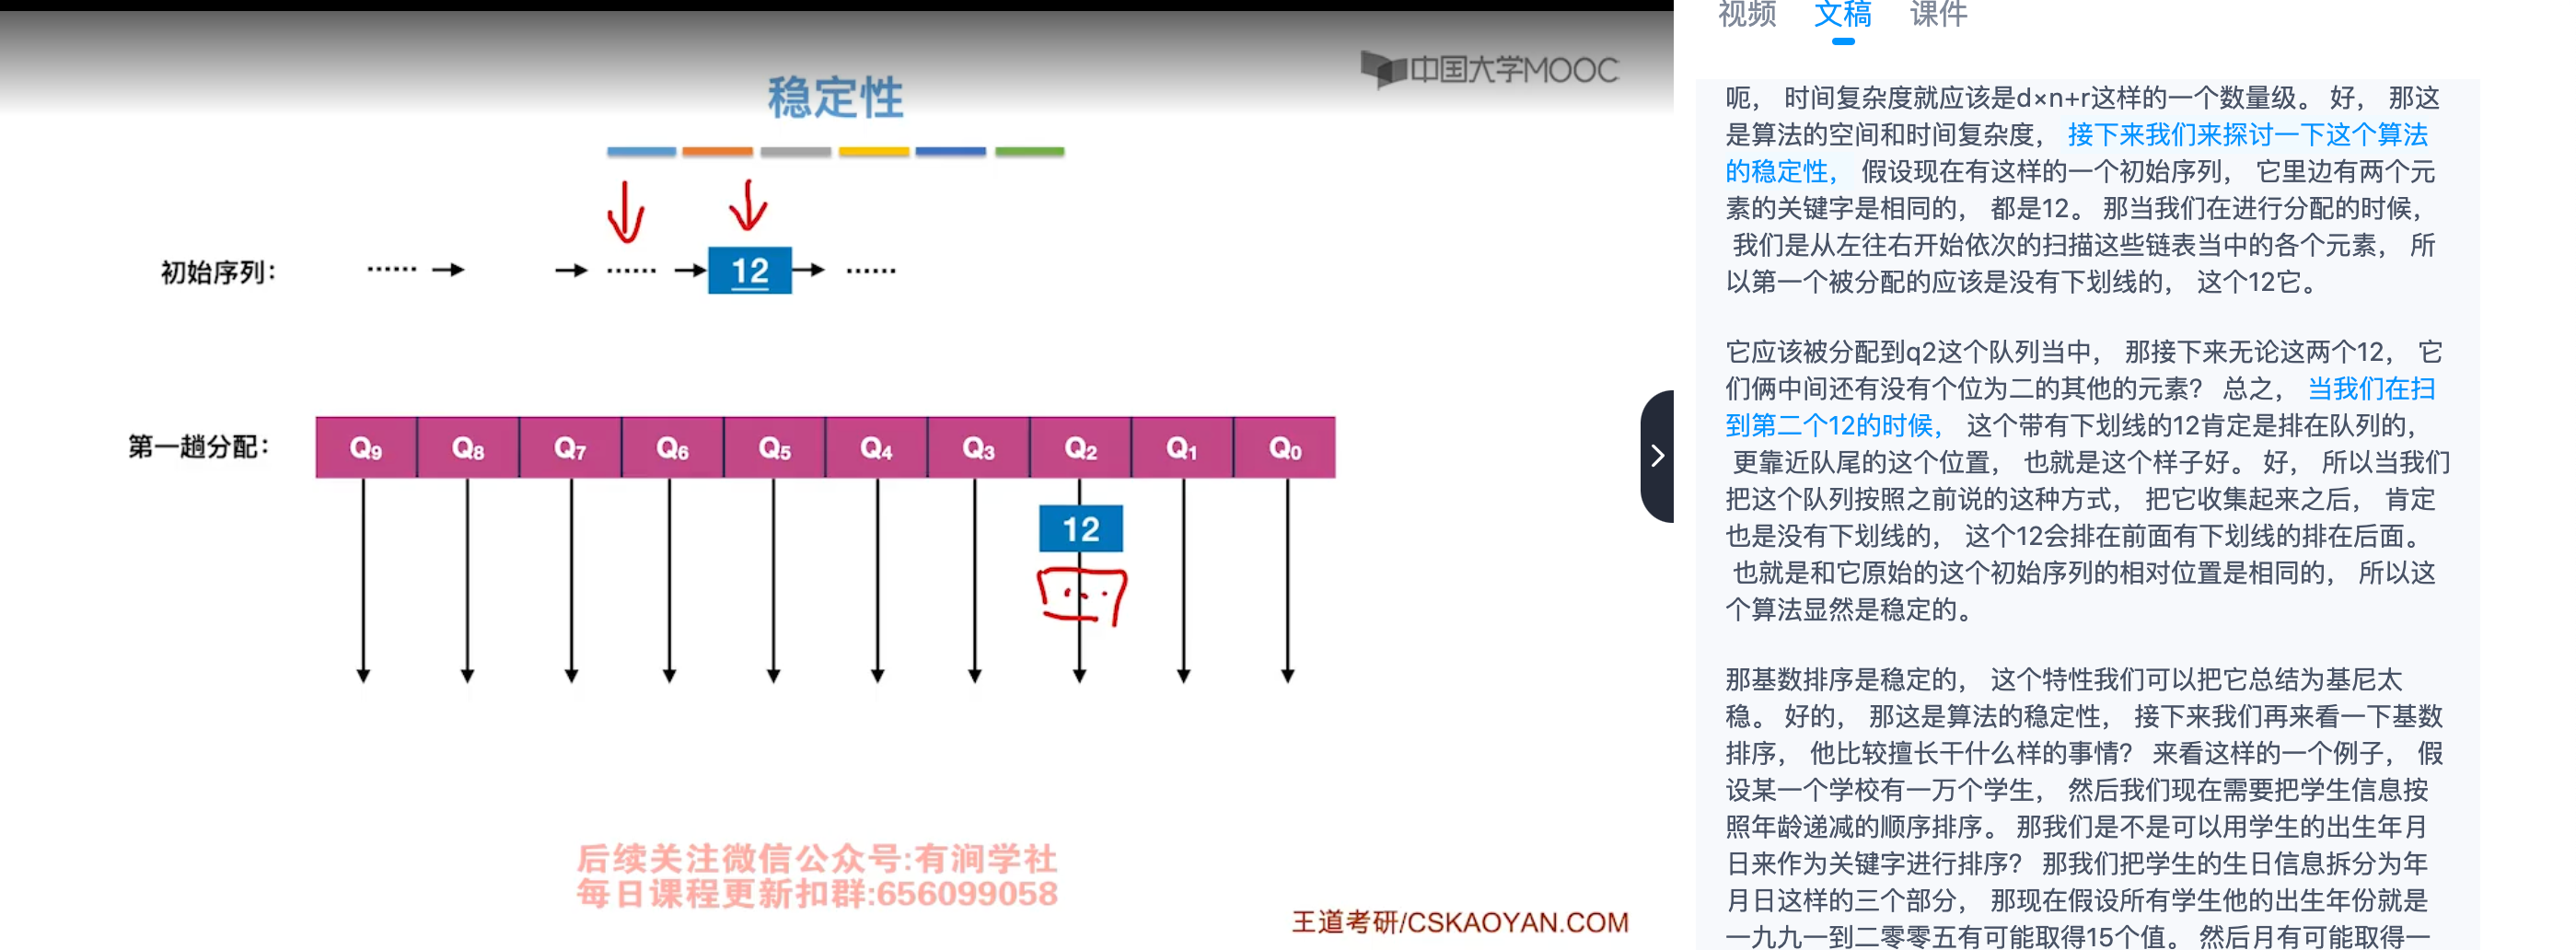 中国大学MOOC
稳定性
初始序列:
······
······
12
······
第一趟分配:
Q9 Q8 Q7 Q6 Q5 Q4 Q3 Q2 Q1 Q0
12
后续关注微信公众号:有涧学社
每日课程更新扣群:656099058
王道考研/CSKAOYAN.COM
视频 文稿 课件
呃， 时间复杂度就应该是d×n+r这样的一个数量级。 好， 那这
是算法的空间和时间复杂度， 接下来我们来探讨一下这个算法
的稳定性， 假设现在有这样的一个初始序列， 它里边有两个元
素的关键字是相同的， 都是12。 那当我们在进行分配的时候，
我们是从左往右开始依次的扫描这些链表当中的各个元素， 所
以第一个被分配的应该是没有下划线的， 这个12它。
它应该被分配到q2这个队列当中， 那接下来无论这两个12， 它
们俩中间还有没有个位为二的其他的元素? 总之， 当我们在扫
到第二个12的时候， 这个带有下划线的12肯定是排在队列的，
更靠近队尾的这个位置， 也就是这个样子好。 好， 所以当我们
把这个队列按照之前说的这种方式， 把它收集起来之后， 肯定
也是没有下划线的， 这个12会排在前面有下划线的排在后面。
也就是和它原始的这个初始序列的相对位置是相同的， 所以这
个算法显然是稳定的。
那基数排序是稳定的， 这个特性我们可以把它总结为基尼太
稳。 好的， 那这是算法的稳定性， 接下来我们再来看一下基数
排序， 他比较擅长干什么样的事情? 来看这样的一个例子， 假
设某一个学校有一万个学生， 然后我们现在需要把学生信息按
照年龄递减的顺序排序。 那我们是不是可以用学生的出生年月
日来作为关键字进行排序? 那我们把学生的生日信息拆分为年
月日这样的三个部分， 那现在假设所有学生他的出生年份就是
一九九一到二零零五有可能取得15个值。 然后月有可能取得一